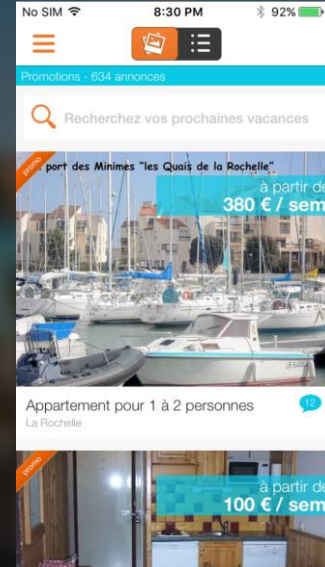 No SIM 8:30 PM 92%
Promotions - 634 annonces
Recherchez vos prochaines vacances
promo
port des Minimes "les Quais de la Rochelle"
à partir de
380 € / sem
Appartement pour 1 à 2 personnes
12
La Rochelle
promo
à partir de
100 € / sem